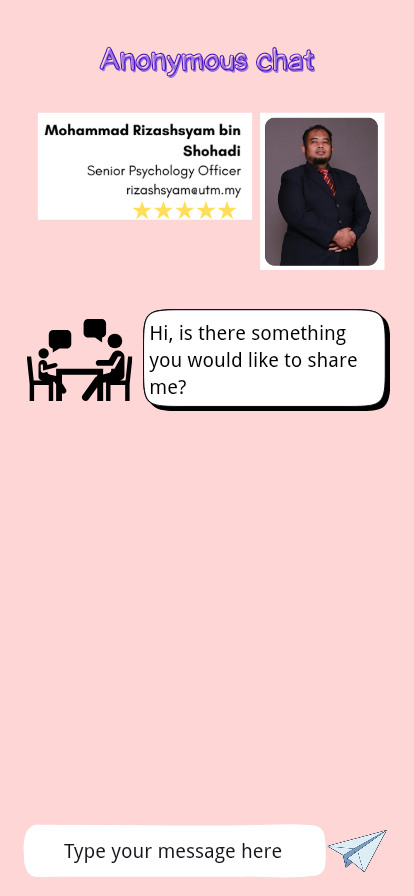 Anonymous chat
Mohammad Rizashsyam bin
Shohadi
Senior Psychology Officer
rizashsyam@utm.my
Hi, is there something
you would like to share
me?
Type your message here